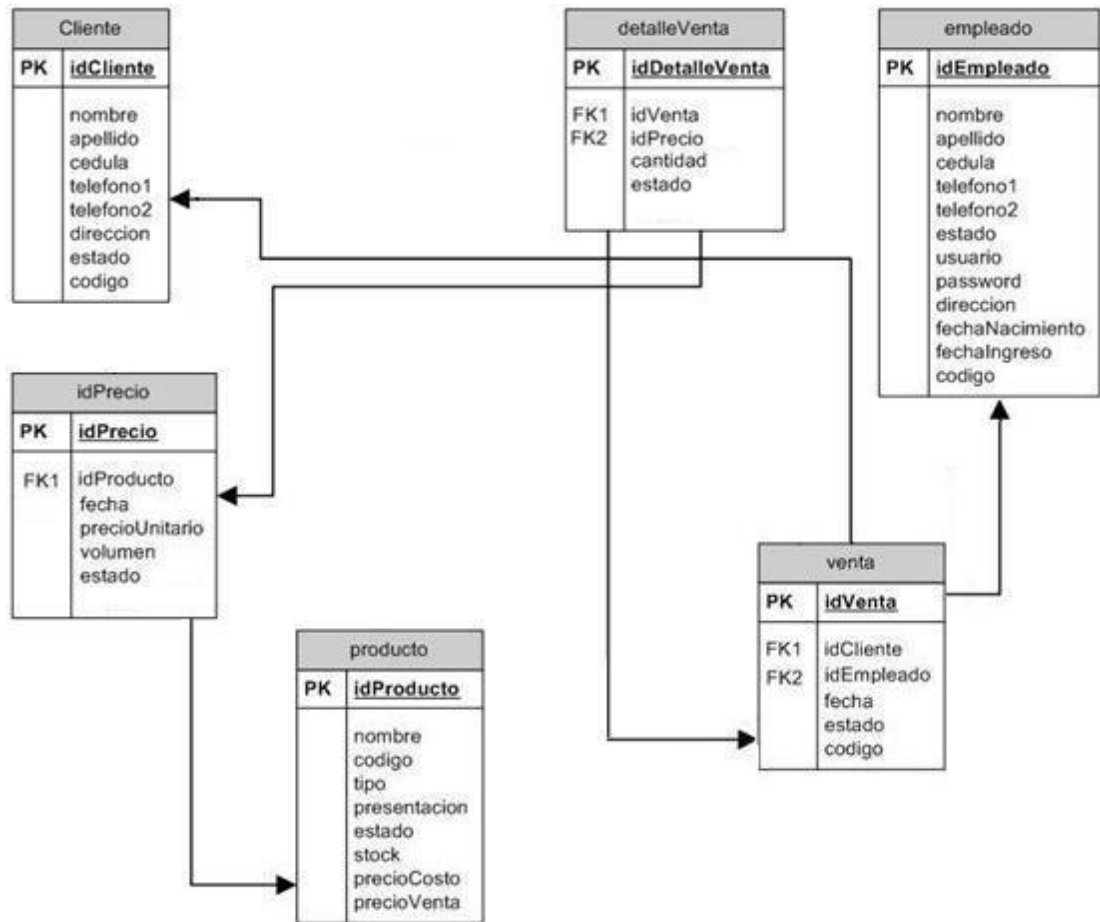 Cliente
PK idCliente
nombre
apellido
cedula
telefono1
telefono2
direccion
estado
codigo
detalleVenta
PK idDetalleVenta
FK1 idVenta
FK2 idPrecio
cantidad
estado
empleado
PK idEmpleado
nombre
apellido
cedula
telefono1
telefono2
estado
usuario
password
direccion
fechaNacimiento
fechaIngreso
codigo
idPrecio
PK idPrecio
FK1 idProducto
fecha
precioUnitario
volumen
estado
producto
PK idProducto
nombre
codigo
tipo
presentacion
estado
stock
precioCosto
precioVenta
venta
PK idVenta
FK1 idCliente
FK2 idEmpleado
fecha
estado
codigo